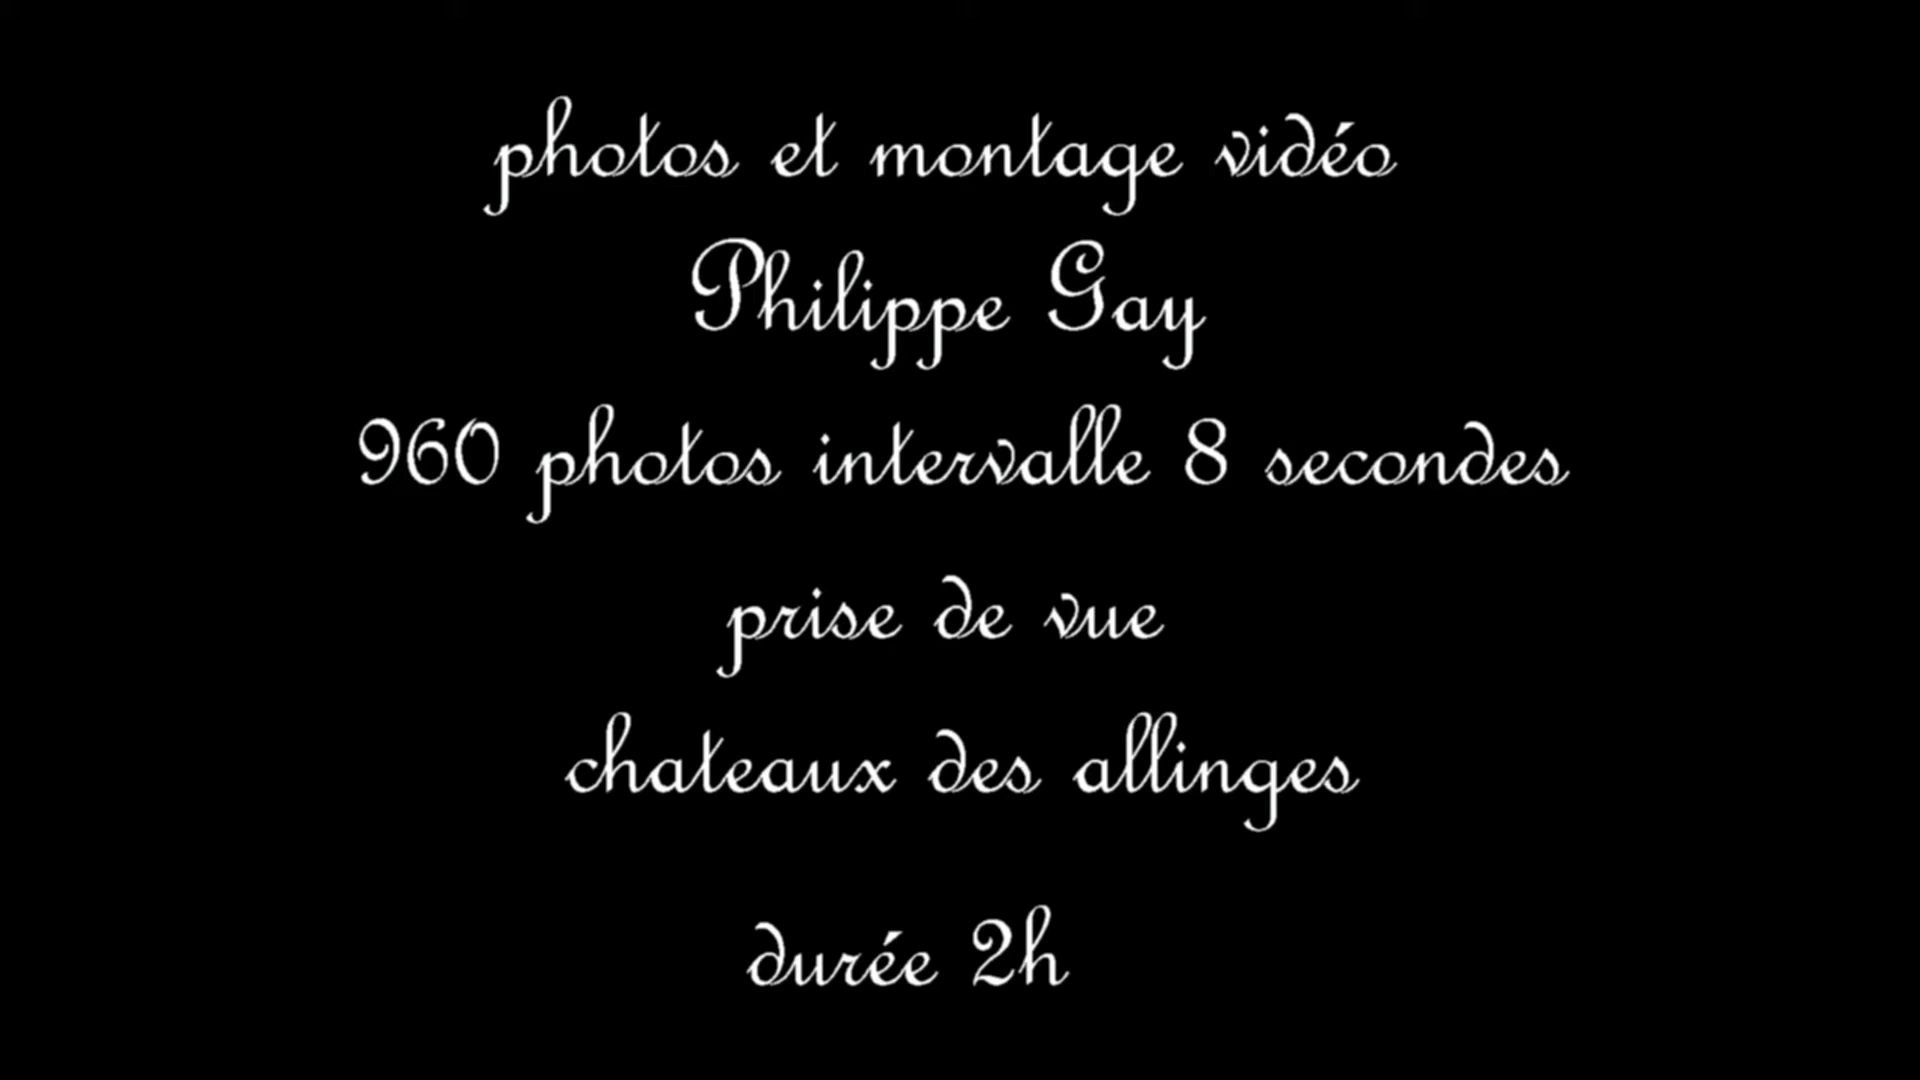 photos et montage vidéo
Philippe Gay
960 photos intervalle 8 secondes
prise de vue
chateaux des allinges
durée 2h